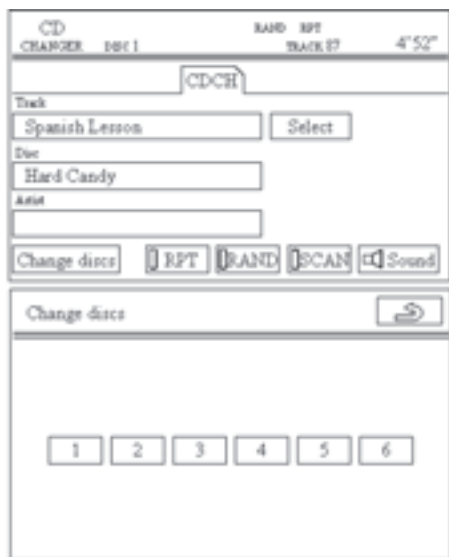 CD RAND RPT
CHANGER DISC 1 TRACK 07 4'52"
CDCH
Track
Spanish Lesson Select
Disc
Hard Candy
Artist
Change discs RPT RAND SCAN Sound
Change discs
1 2 3 4 5 6